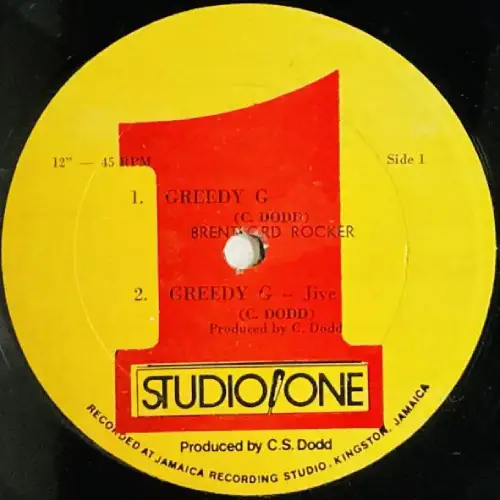 12" — 45 RPM
Side 1
1. GREEDY G
(C. DODD)
BRENTFORD ROCKER
2. GREEDY G - Jive
(C. DODD)
Produced by C. Dodd
STUDIO ONE
Produced by C.S. Dodd
RECORDED AT JAMAICA RECORDING STUDIO, KINGSTON, JAMAICA